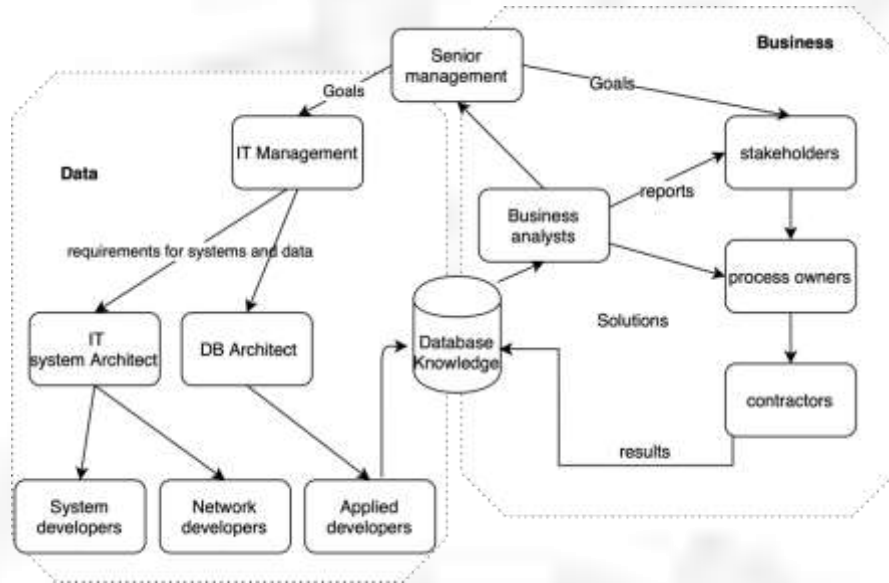 Business
Senior
management
Goals
Goals
IT Management
stakeholders
Data
reports
Business
analysts
requirements for systems and data
process owners
Solutions
IT
system Architect
DB Architect
Database
Knowledge
contractors
results
System
developers
Network
developers
Applied
developers